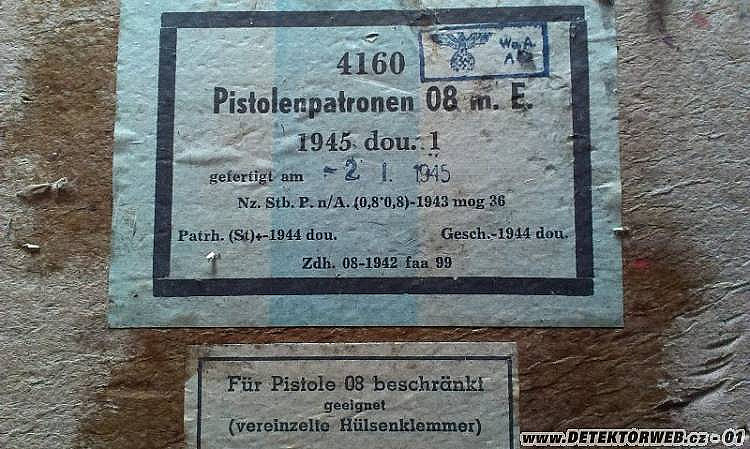 4160
Wa.A.
Pistolenpatronen 08 m. E.
1945 dou. 1
gefertigt am -2 1. 1945
Nz. Stb. P. n/A. (0,8°0,8)-1943 mog 36
Patrh. (St)+-1944 dou. Gesch.-1944 dou.
Zdh. 08-1942 faa 99
Für Pistole 08 beschränkt
geeignet
(vereinzelte Hülsenklemmer)
www.DETEKTORWEB.cz - 01